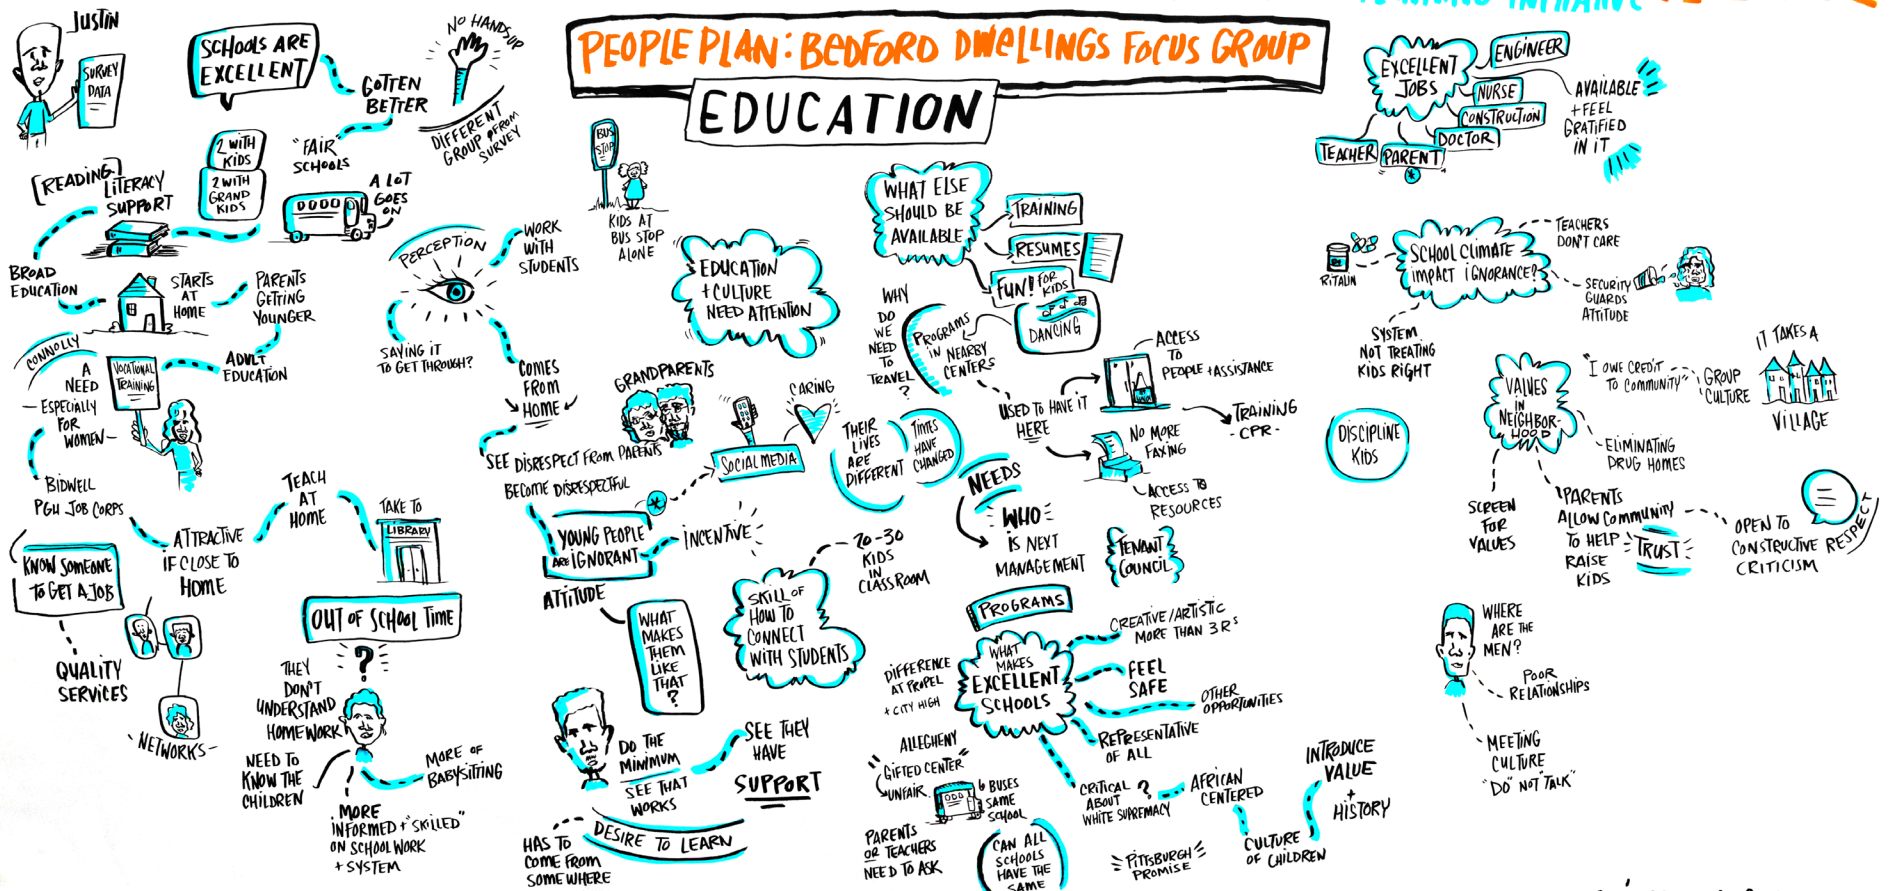 PEOPLE PLAN: BEDFORD DWELLINGS FOCUS GROUP
EDUCATION
JUSTIN
SURVEY
DATA
SCHOOLS ARE
EXCELLENT
GOTTEN
BETTER
NO HANDS UP
DIFFERENT
GROUP FROM
SURVEY
"FAIR
SCHOOLS
2 WITH
KIDS
2 WITH
GRAND
KIDS
A LOT
GOES
ON
[READING]
LITERACY
SUPPORT
BROAD
EDUCATION
STARTS
AT
HOME
PARENTS
GETTING
YOUNGER
ADULT
EDUCATION
CONNOLLY
A
NEED
-ESPECIALLY
FOR
WOMEN-
VOCATIONAL
TRAINING
BIDWELL
PGH JOB CORPS
KNOW SOMEONE
TO GET A JOB
QUALITY
SERVICES
-NETWORKS-
ATTRACTIVE
IF CLOSE TO
HOME
TEACH
AT
HOME
TAKE TO
LIBRARY
OUT OF SCHOOL TIME
?
THEY
DON'T
UNDERSTAND
HOMEWORK
NEED TO
KNOW THE
CHILDREN
MORE OF
BABYSITTING
MORE
INFORMED + "SKILLED"
ON SCHOOL WORK
+ SYSTEM
PERCEPTION
WORK
WITH
STUDENTS
SAYING IT
TO GET THROUGH?
COMES
FROM
HOME
SEE DISRESPECT FROM PARENTS
BECOME DISRESPECTFUL
YOUNG PEOPLE
ARE IGNORANT
ATTITUDE
INCENTIVE
WHAT
MAKES
THEM
LIKE
THAT
?
DO THE
MINIMUM
SEE THAT
WORKS
SEE THEY
HAVE
SUPPORT
DESIRE TO LEARN
HAS TO
COME FROM
SOMEWHERE
BUS
STOP
KIDS AT
BUS STOP
ALONE
EDUCATION
+ CULTURE
NEED ATTENTION
GRANDPARENTS
CARING
SOCIAL MEDIA
THEIR
LIVES
ARE
DIFFERENT
TIMES
HAVE
CHANGED
SKILL OF
HOW TO
CONNECT
WITH STUDENTS
20-30
KIDS
IN
CLASSROOM
WHAT ELSE
SHOULD BE
AVAILABLE
TRAINING
RESUMES
FUN! FOR
KIDS
DANCING
WHY
DO
WE
NEED
TO
TRAVEL
?
PROGRAMS
IN NEARBY
CENTERS
USED TO HAVE IT
HERE
ACCESS
TO
PEOPLE + ASSISTANCE
TRAINING
-CPR-
NO MORE
FAXING
ACCESS TO
RESOURCES
NEEDS
WHO
IS NEXT
MANAGEMENT
TENANT
COUNCIL
PROGRAMS
WHAT
MAKES
EXCELLENT
SCHOOLS
CREATIVE/ARTISTIC
MORE THAN 3 RS
FEEL
SAFE
OTHER
OPPORTUNITIES
REPRESENTATIVE
OF ALL
DIFFERENCE
AT PROPEL
+ CITY HIGH
ALLEGHENY
"GIFTED CENTER"
UNFAIR
6 BUSES
SAME
SCHOOL
PARENTS
OR TEACHERS
NEED TO ASK
CAN ALL
SCHOOLS
HAVE THE
SAME
CRITICAL ?
ABOUT
WHITE SUPREMACY
AFRICAN
CENTERED
CULTURE
OF CHILDREN
INTRODUCE
VALUE
+
HISTORY
"PITTSBURGH
PROMISE"
EXCELLENT
JOBS
ENGINEER
NURSE
CONSTRUCTION
DOCTOR
PARENT
TEACHER
AVAILABLE
+ FEEL
GRATIFIED
IN IT
SCHOOL CLIMATE
IMPACT IGNORANCE?
TEACHERS
DON'T CARE
RITALIN
SECURITY
GUARDS
ATTITUDE
SYSTEM
NOT TREATING
KIDS RIGHT
DISCIPLINE
KIDS
VALUES
IN
NEIGHBOR-
HOOD
"I OWE CREDIT
TO COMMUNITY"
GROUP
CULTURE
IT TAKES A
VILLAGE
ELIMINATING
DRUG HOMES
SCREEN
FOR
VALUES
PARENTS
ALLOW COMMUNITY
TO HELP
RAISE
KIDS
TRUST
OPEN TO
CONSTRUCTIVE
CRITICISM
RESPECT
WHERE
ARE THE
MEN?
POOR
RELATIONSHIPS
MEETING
CULTURE
"DO" NOT "TALK"